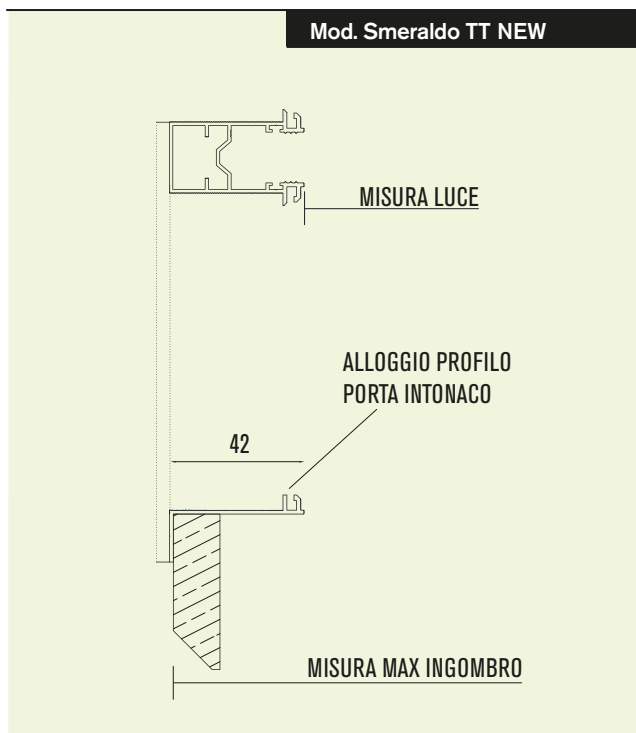 Mod. Smeraldo TT NEW
MISURA LUCE
ALLOGGIO PROFILO
PORTA INTONACO
42
MISURA MAX INGOMBRO